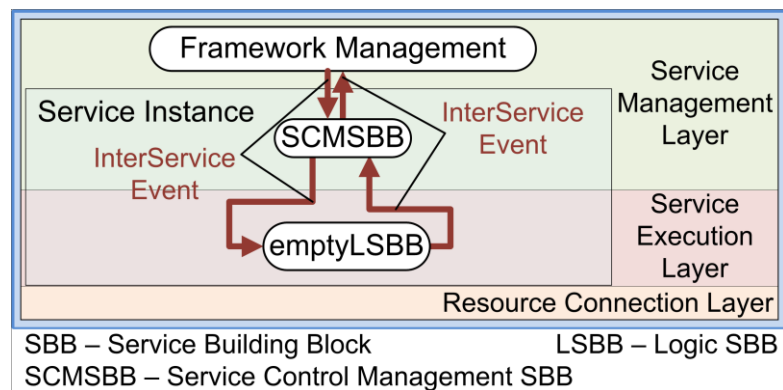 Framework Management
Service Instance
SCMSBB
InterService
Event
InterService
Event
Service
Management
Layer
emptyLSBB
Service
Execution
Layer
Resource Connection Layer
SBB – Service Building Block
LSBB – Logic SBB
SCMSBB – Service Control Management SBB